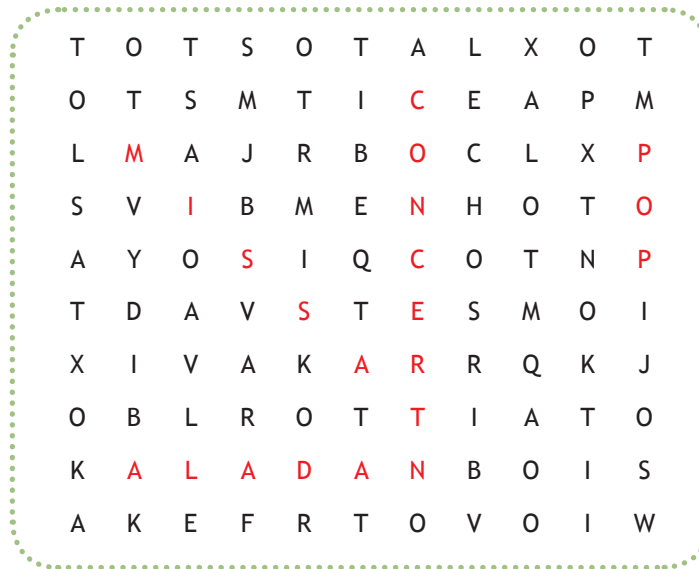 T O T S O T A L X O T
O T S M T I C E A P M
L M A J R B O C L X P
S V I B M E N H O T O
A Y O S I Q C O T N P
T D A V S T E S M O I
X I V A K A R R Q K J
O B L R O T T I A T O
K A L A D A N B O I S
A K E F R T O V O I W